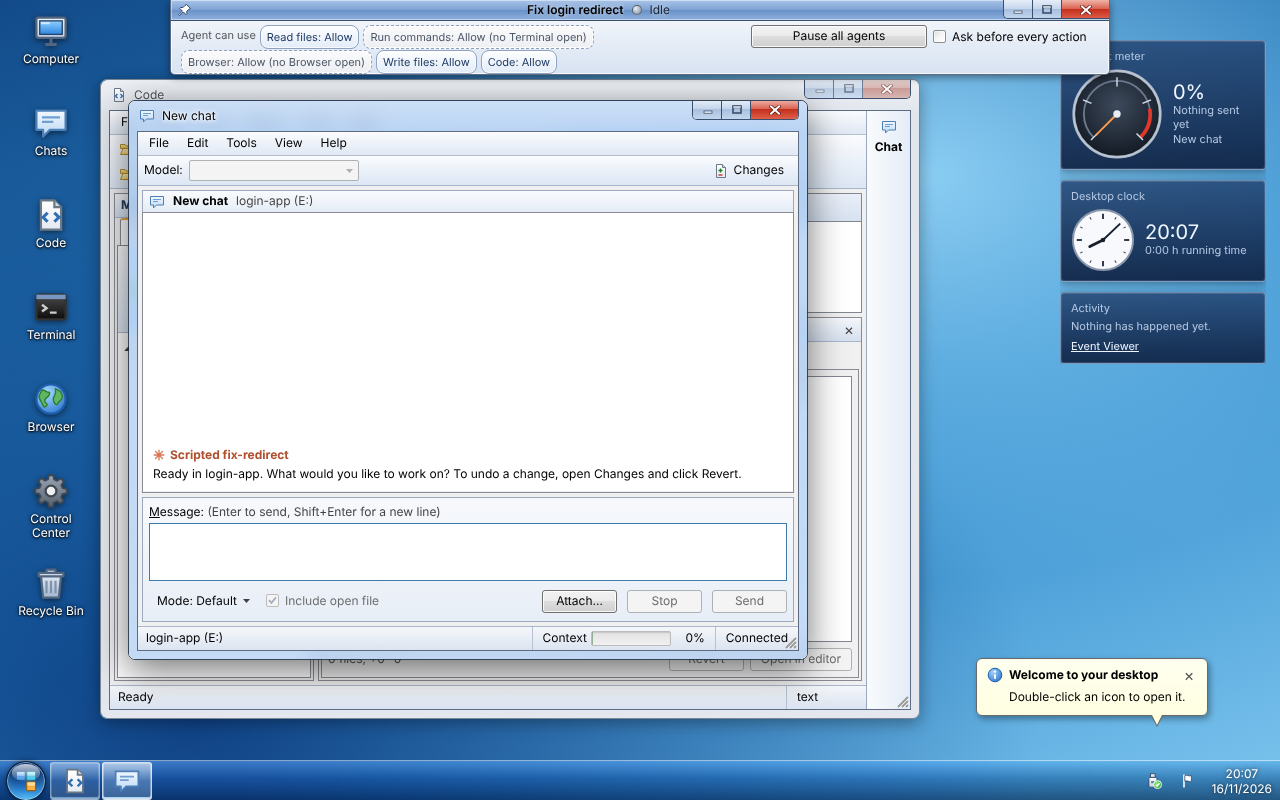 Fix login redirect Idle
Agent can use Read files: Allow Run commands: Allow (no Terminal open)
Browser: Allow (no Browser open) Write files: Allow Code: Allow
Pause all agents Ask before every action
Computer
Chats
Code
Terminal
Browser
Control
Center
Recycle Bin
Code
Chat
New chat
File Edit Tools View Help
Model: Changes
New chat login-app (E:)
Scripted fix-redirect
Ready in login-app. What would you like to work on? To undo a change, open Changes and click Revert.
Message: (Enter to send, Shift+Enter for a new line)
Mode: Default Include open file Attach... Stop Send
login-app (E:) Context 0% Connected
Ready text
meter
0%
Nothing sent
yet
New chat
Desktop clock
20:07
0:00 h running time
Activity
Nothing has happened yet.
Event Viewer
Welcome to your desktop
Double-click an icon to open it.
20:07
16/11/2026